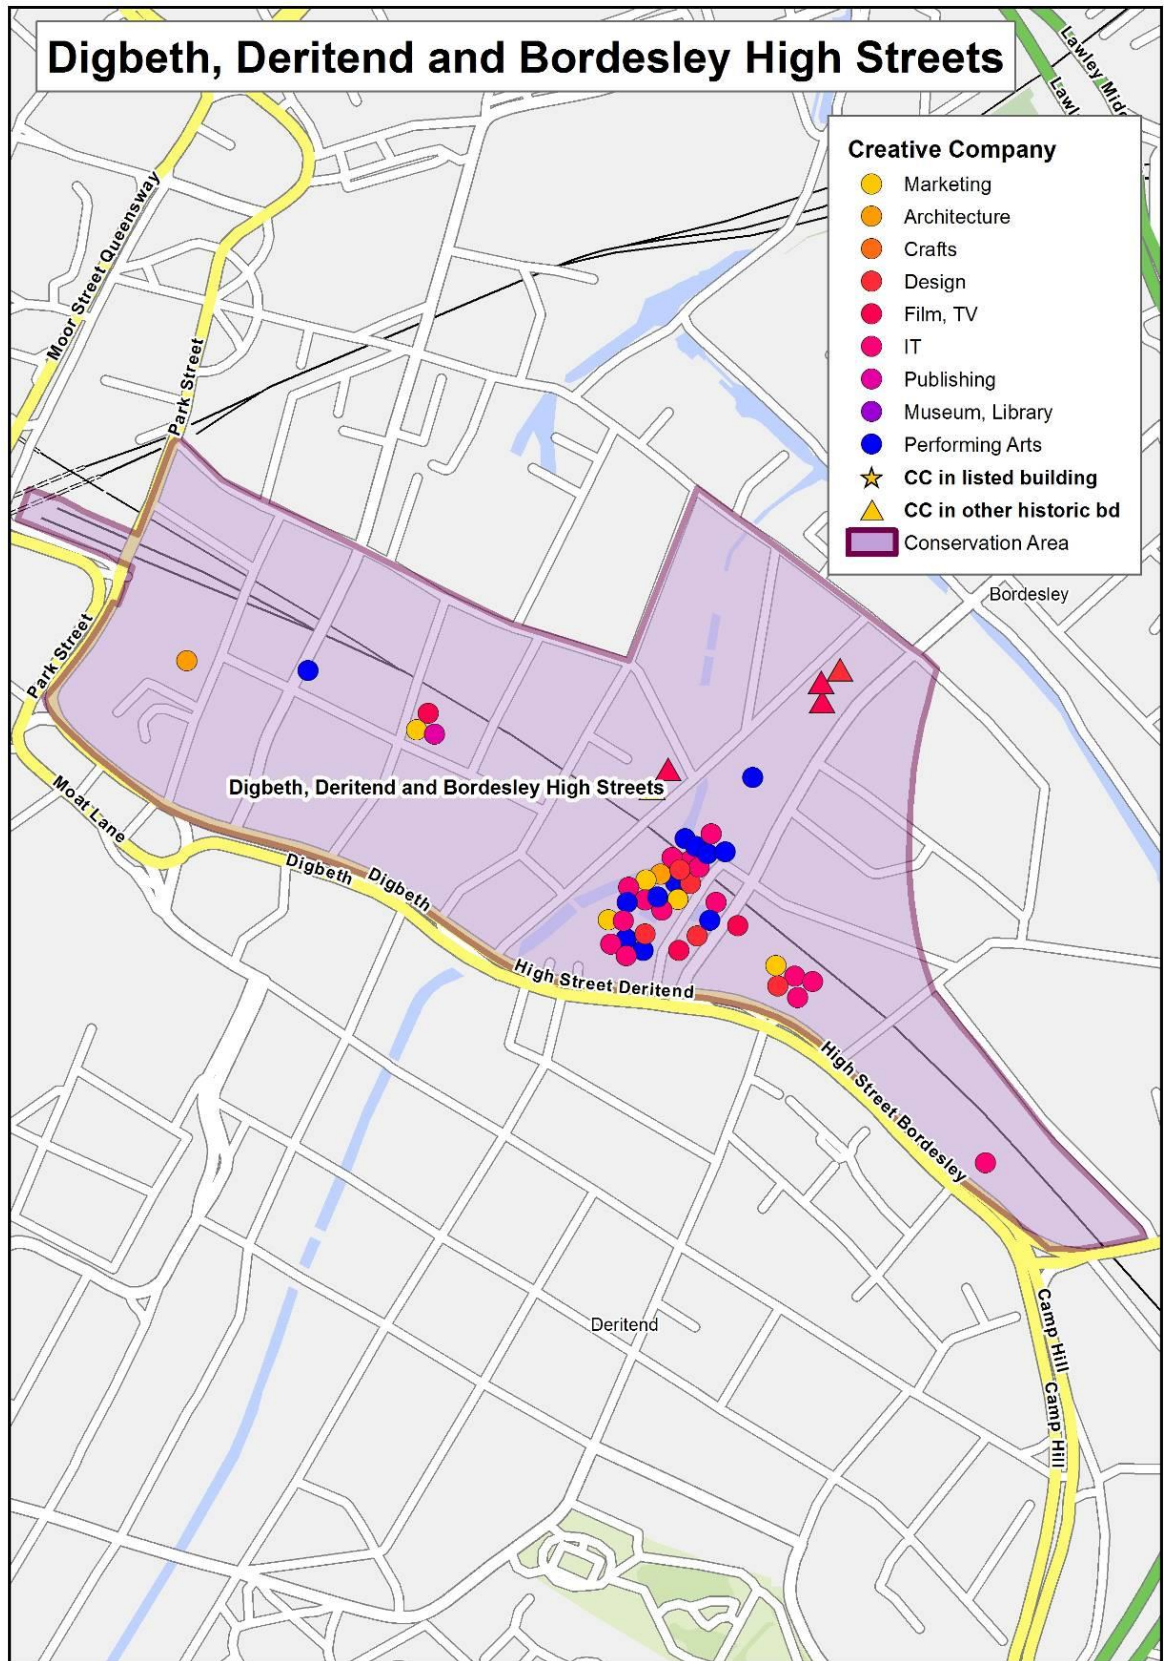 Digbeth, Deritend and Bordesley High Streets
Lawley Midd
Lawl
Creative Company
Marketing
Architecture
Crafts
Design
Film, TV
IT
Publishing
Museum, Library
Performing Arts
CC in listed building
CC in other historic bd
Conservation Area
Moor Street Queensway
Park Street
Bordesley
Park Street
Digbeth, Deritend and Bordesley High Streets
Moat Lane
Digbeth
Digbeth
High Street Deritend
High Street Bordesley
Deritend
Camp Hill
Camp Hill